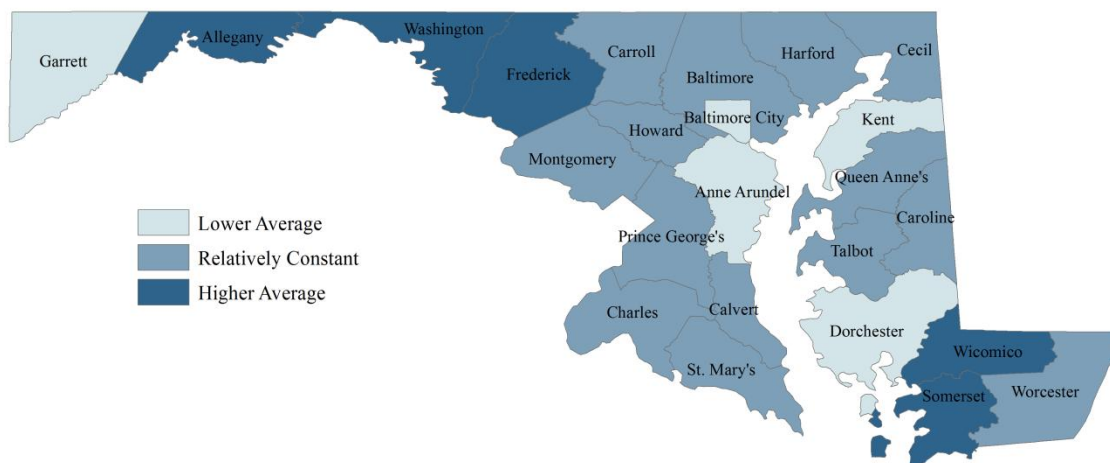 Garrett
Allegany
Washington
Frederick
Carroll
Baltimore
Harford
Cecil
Baltimore City
Kent
Howard
Montgomery
Queen Anne's
Anne Arundel
Caroline
Prince George's
Talbot
Lower Average
Relatively Constant
Higher Average
Charles
Calvert
Dorchester
St. Mary's
Wicomico
Somerset
Worcester